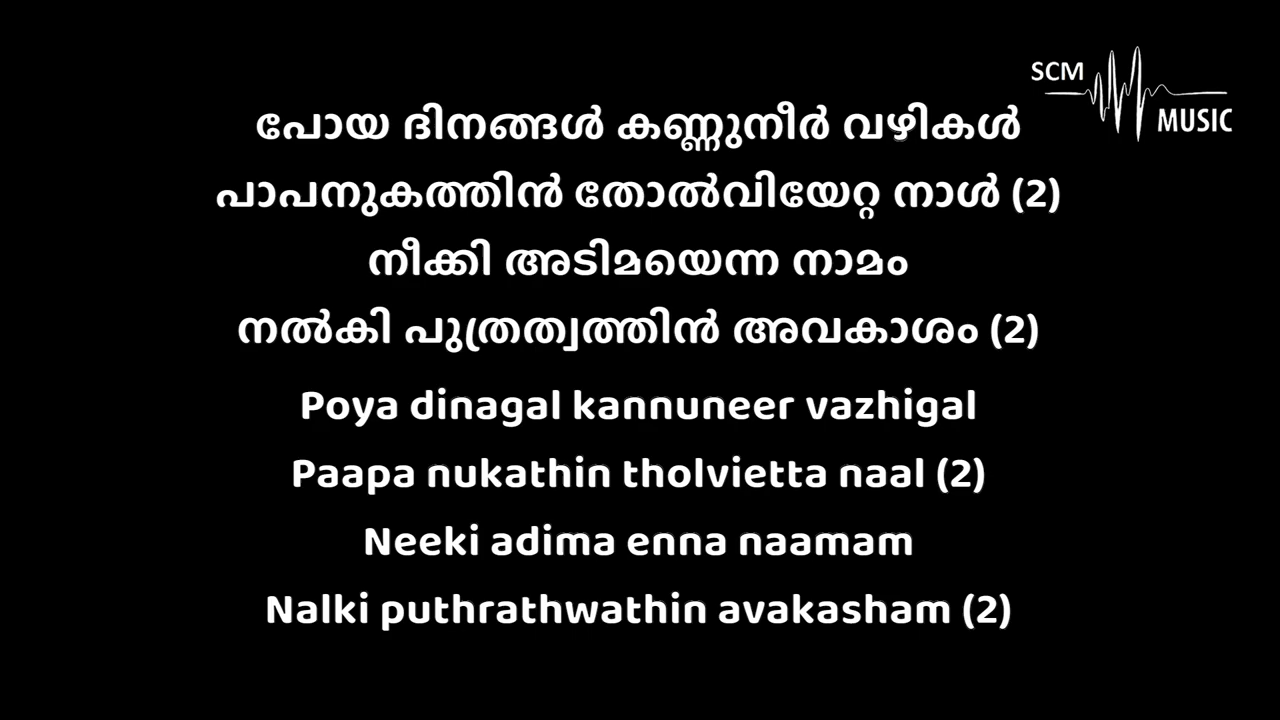 SCM
MUSIC
പോയ ദിനങ്ങൾ കണ്ണുനീർ വഴികൾ
പാപനുകത്തിൻ തോൽവിയേറ്റ നാൾ (2)
നീക്കി അടിമയെന്ന നാമം
നൽകി പുത്രത്വത്തിൻ അവകാശം (2)
Poya dinagal kannuneer vazhigal
Paapa nukathin tholvietta naal (2)
Neeki adima enna naamam
Nalki puthrathwathin avakasham (2)